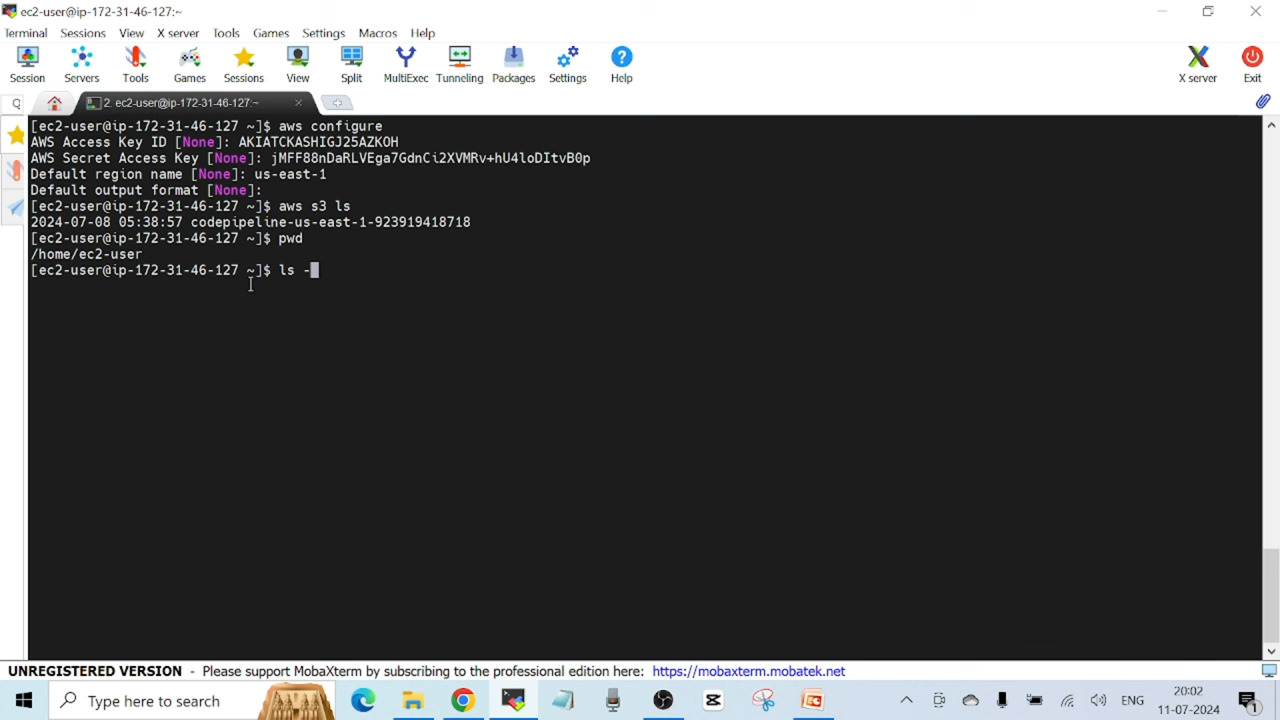 ec2-user@ip-172-31-46-127:~
Terminal Sessions View X server Tools Games Settings Macros Help
Session Servers Tools Games Sessions View Split MultiExec Tunneling Packages Settings Help X server Exit
2. ec2-user@ip-172-31-46-127:~
[ec2-user@ip-172-31-46-127 ~]$ aws configure
AWS Access Key ID [None]: AKIATCKASHIGJ25AZKOH
AWS Secret Access Key [None]: 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
Default region name [None]: us-east-1
Default output format [None]:
[ec2-user@ip-172-31-46-127 ~]$ aws s3 ls
2024-07-08 05:38:57 codepipeline-us-east-1-923919418718
[ec2-user@ip-172-31-46-127 ~]$ pwd
/home/ec2-user
[ec2-user@ip-172-31-46-127 ~]$ ls -
UNREGISTERED VERSION - Please support MobaXterm by subscribing to the professional edition here: https://mobaxterm.mobatek.net
Type here to search
ENG
20:02
11-07-2024
1